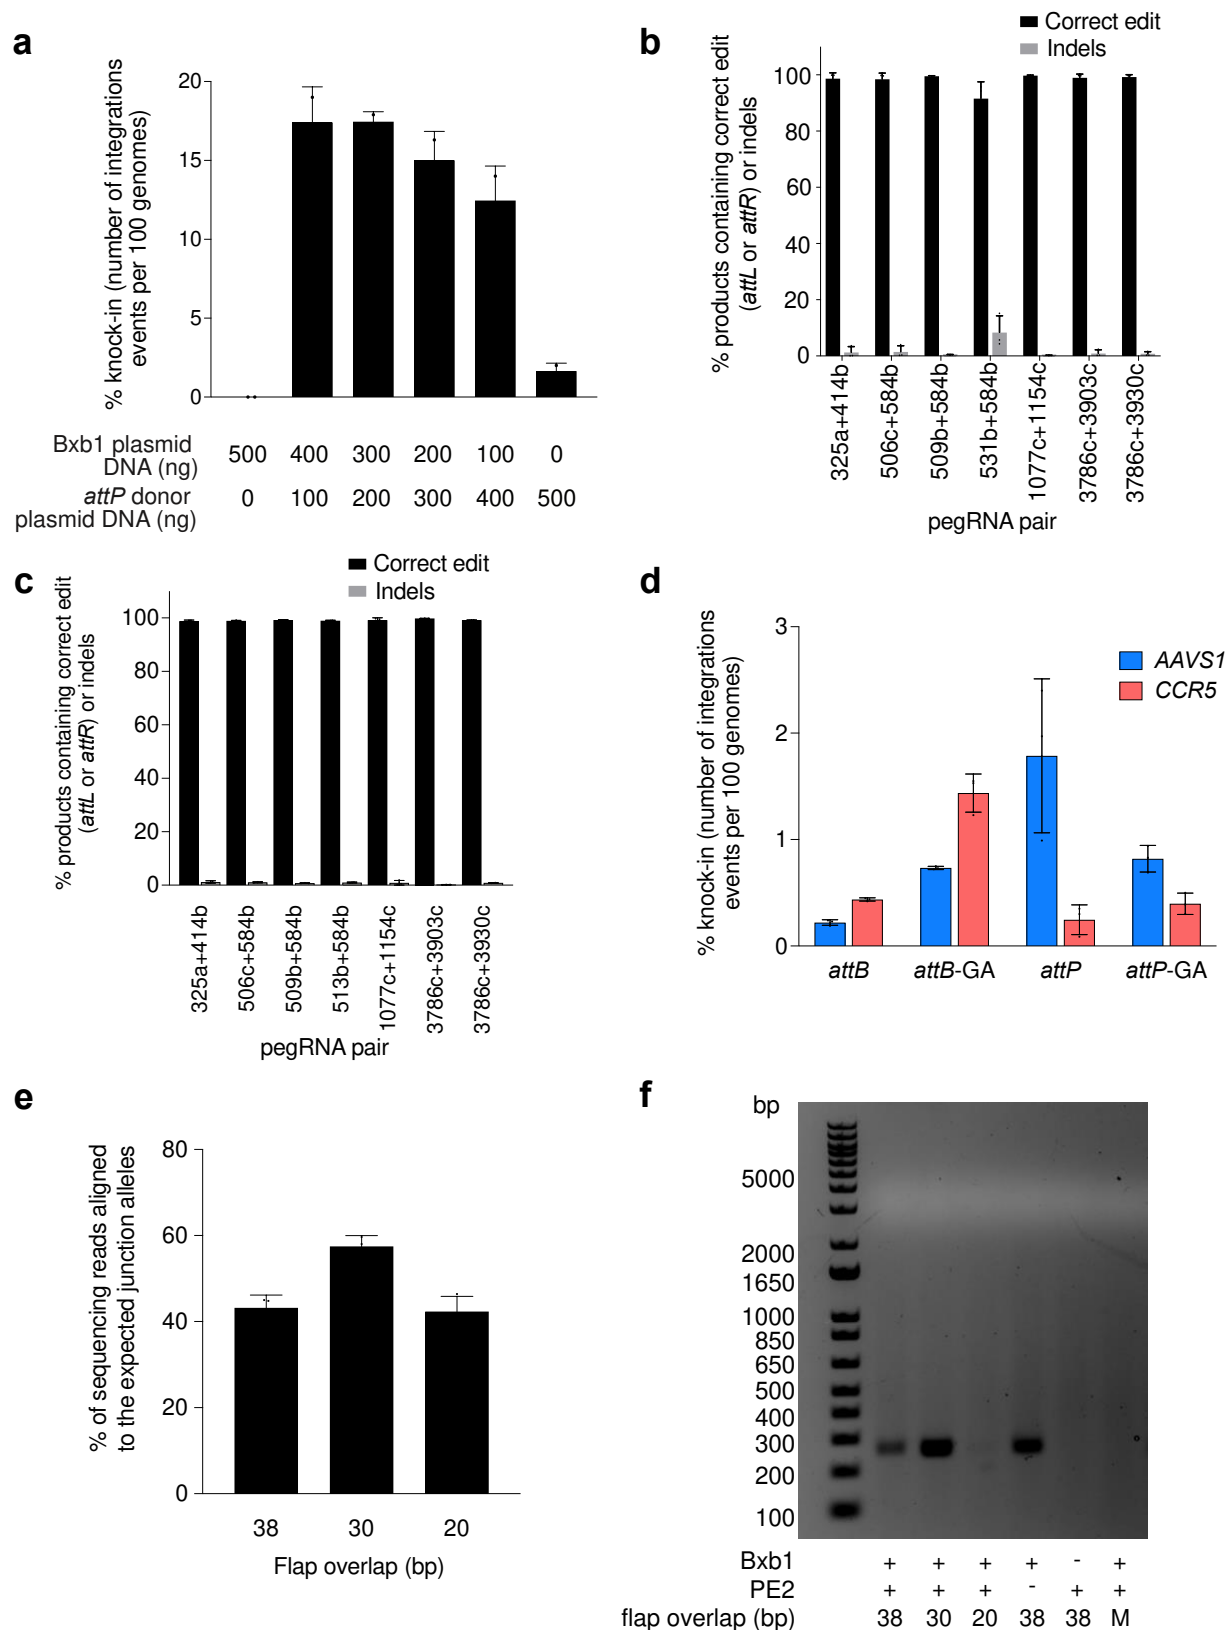 a
% knock-in (number of integrations
events per 100 genomes)
20
15
10
5
0
Bxb1 plasmid
DNA (ng)
500 400 300 200 100 0
attP donor
plasmid DNA (ng)
0 100 200 300 400 500
b
Correct edit
Indels
% products containing correct edit
(attL or attR) or indels
100
80
60
40
20
0
325a+414b
506c+584b
509b+584b
531b+584b
1077c+1154c
3786c+3903c
3786c+3930c
pegRNA pair
c
Correct edit
Indels
% products containing correct edit
(attL or attR) or indels
100
80
60
40
20
0
325a+414b
506c+584b
509b+584b
513b+584b
1077c+1154c
3786c+3903c
3786c+3930c
pegRNA pair
d
% knock-in (number of integrations
events per 100 genomes)
3
2
1
0
AAVS1
CCR5
attB attB-GA attP attP-GA
e
% of sequencing reads aligned
to the expected junction alleles
80
60
40
20
0
38 30 20
Flap overlap (bp)
f
bp
5000
2000
1650
1000
850
650
500
400
300
200
100
Bxb1 + + + + - +
PE2 + + + - + +
flap overlap (bp) 38 30 20 38 38 M